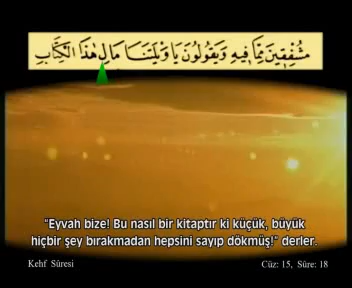 مُشْفِقِينَ مِمَّا فِيهِ وَيَقُولُونَ يَا وَيْلَتَنَا مَالِ هٰذَا الْكِتَابِ
"Eyvah bize! Bu nasıl bir kitaptır ki küçük, büyük
hiçbir şey bırakmadan hepsini sayıp dökmüş!" derler.
Kehf Sûresi
Cüz: 15, Sûre: 18